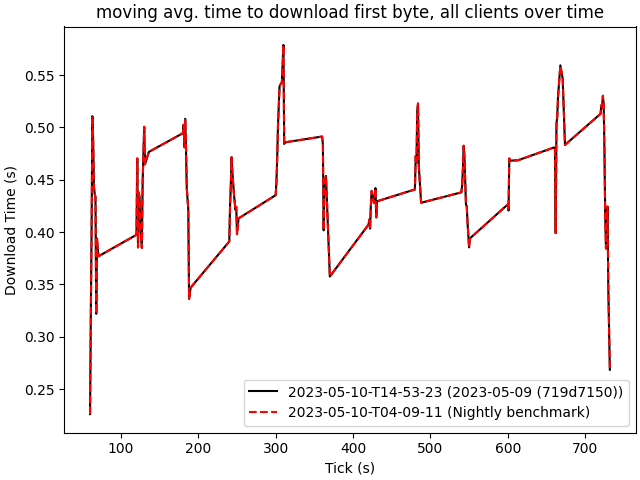 moving avg. time to download first byte, all clients over time
Download Time (s)
0.55
0.50
0.45
0.40
0.35
0.30
0.25
100 200 300 400 500 600 700
Tick (s)
2023-05-10-T14-53-23 (2023-05-09 (719d7150))
2023-05-10-T04-09-11 (Nightly benchmark)